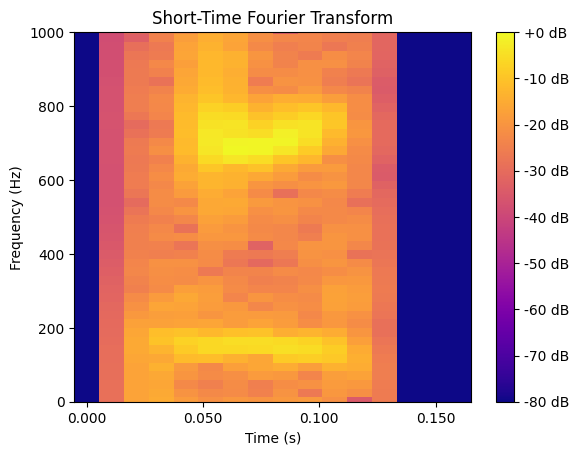 Short-Time Fourier Transform
1000
800
600
400
200
0
Frequency (Hz)
0.000
0.050
0.100
0.150
Time (s)
+0 dB
-10 dB
-20 dB
-30 dB
-40 dB
-50 dB
-60 dB
-70 dB
-80 dB